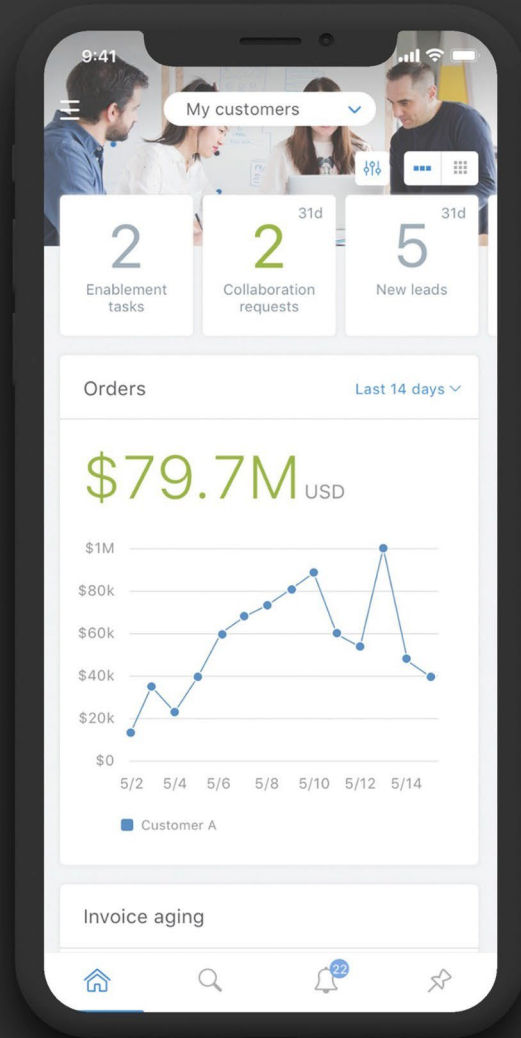 9:41
My customers
31d
31d
2
2
5
Enablement
tasks
Collaboration
requests
New leads
Orders
Last 14 days
$79.7M USD
$1M
$80k
$60k
$40k
$20k
$0
5/2 5/4 5/6 5/8 5/10 5/12 5/14
Customer A
Invoice aging
22